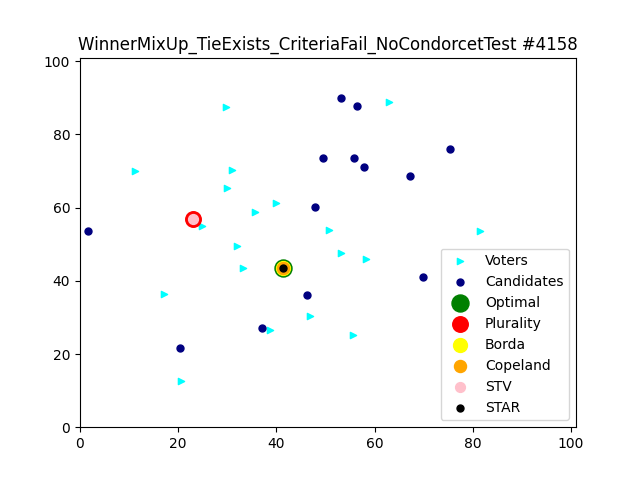 WinnerMixUp_TieExists_CriteriaFail_NoCondorcetTest #4158
100
80
60
40
20
0
0 20 40 60 80 100
Voters
Candidates
Optimal
Plurality
Borda
Copeland
STV
STAR